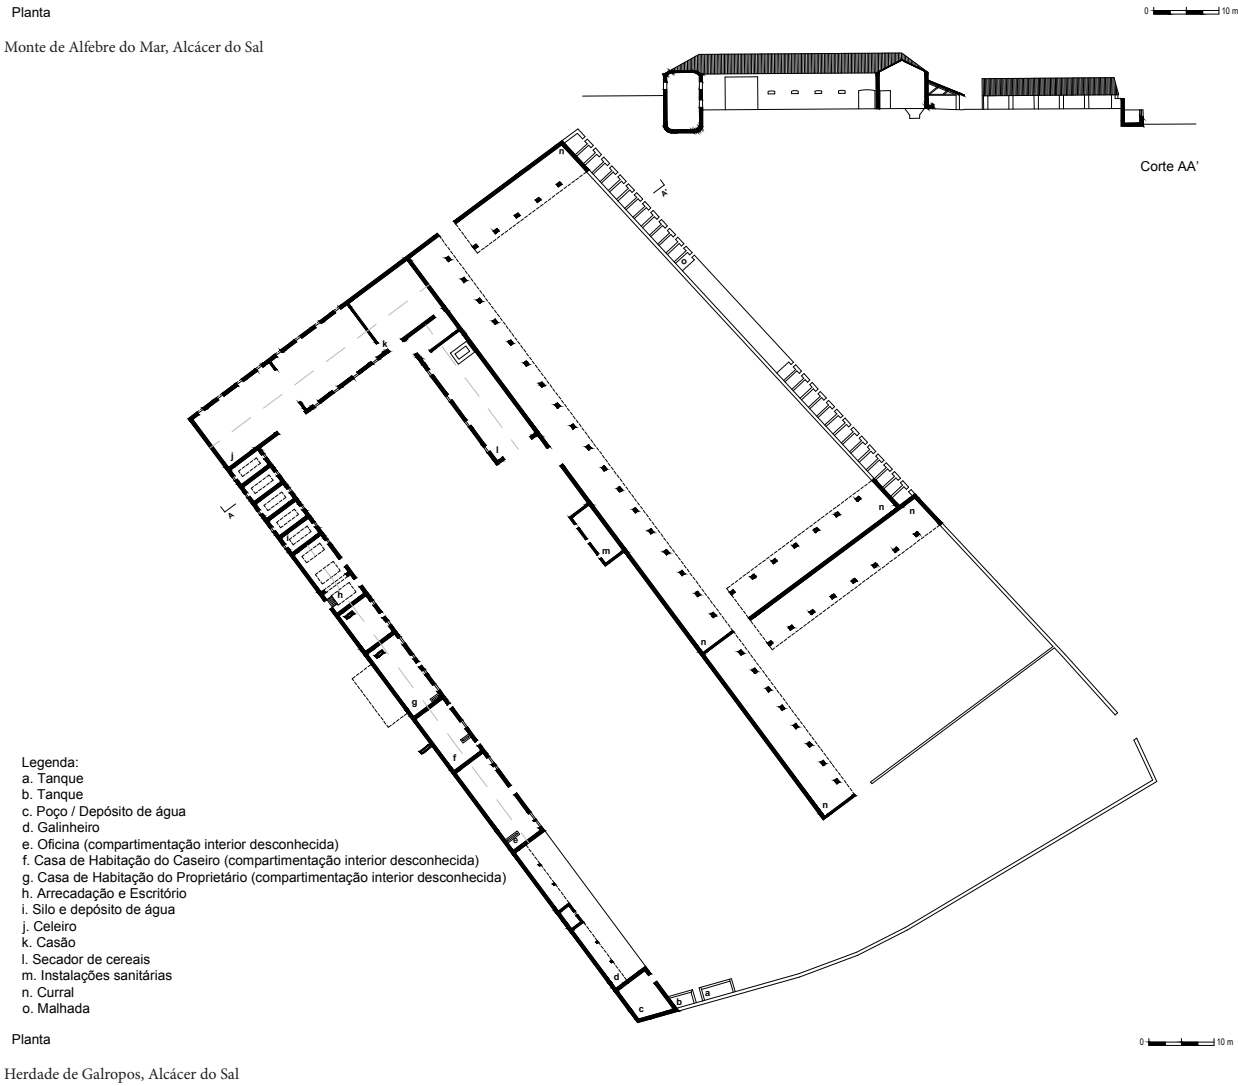 Planta
0 10 m
Monte de Alfebre do Mar, Alcácer do Sal
Corte AA'
n
A'
o
k
j
l
A
i
m
h
n
n
n
g
f
n
e
d
c
b
a
Legenda:
a. Tanque
b. Tanque
c. Poço / Depósito de água
d. Galinheiro
e. Oficina (compartimentação interior desconhecida)
f. Casa de Habitação do Caseiro (compartimentação interior desconhecida)
g. Casa de Habitação do Proprietário (compartimentação interior desconhecida)
h. Arrecadação e Escritório
i. Silo e depósito de água
j. Celeiro
k. Casão
l. Secador de cereais
m. Instalações sanitárias
n. Curral
o. Malhada
Planta
0 10 m
Herdade de Galropos, Alcácer do Sal